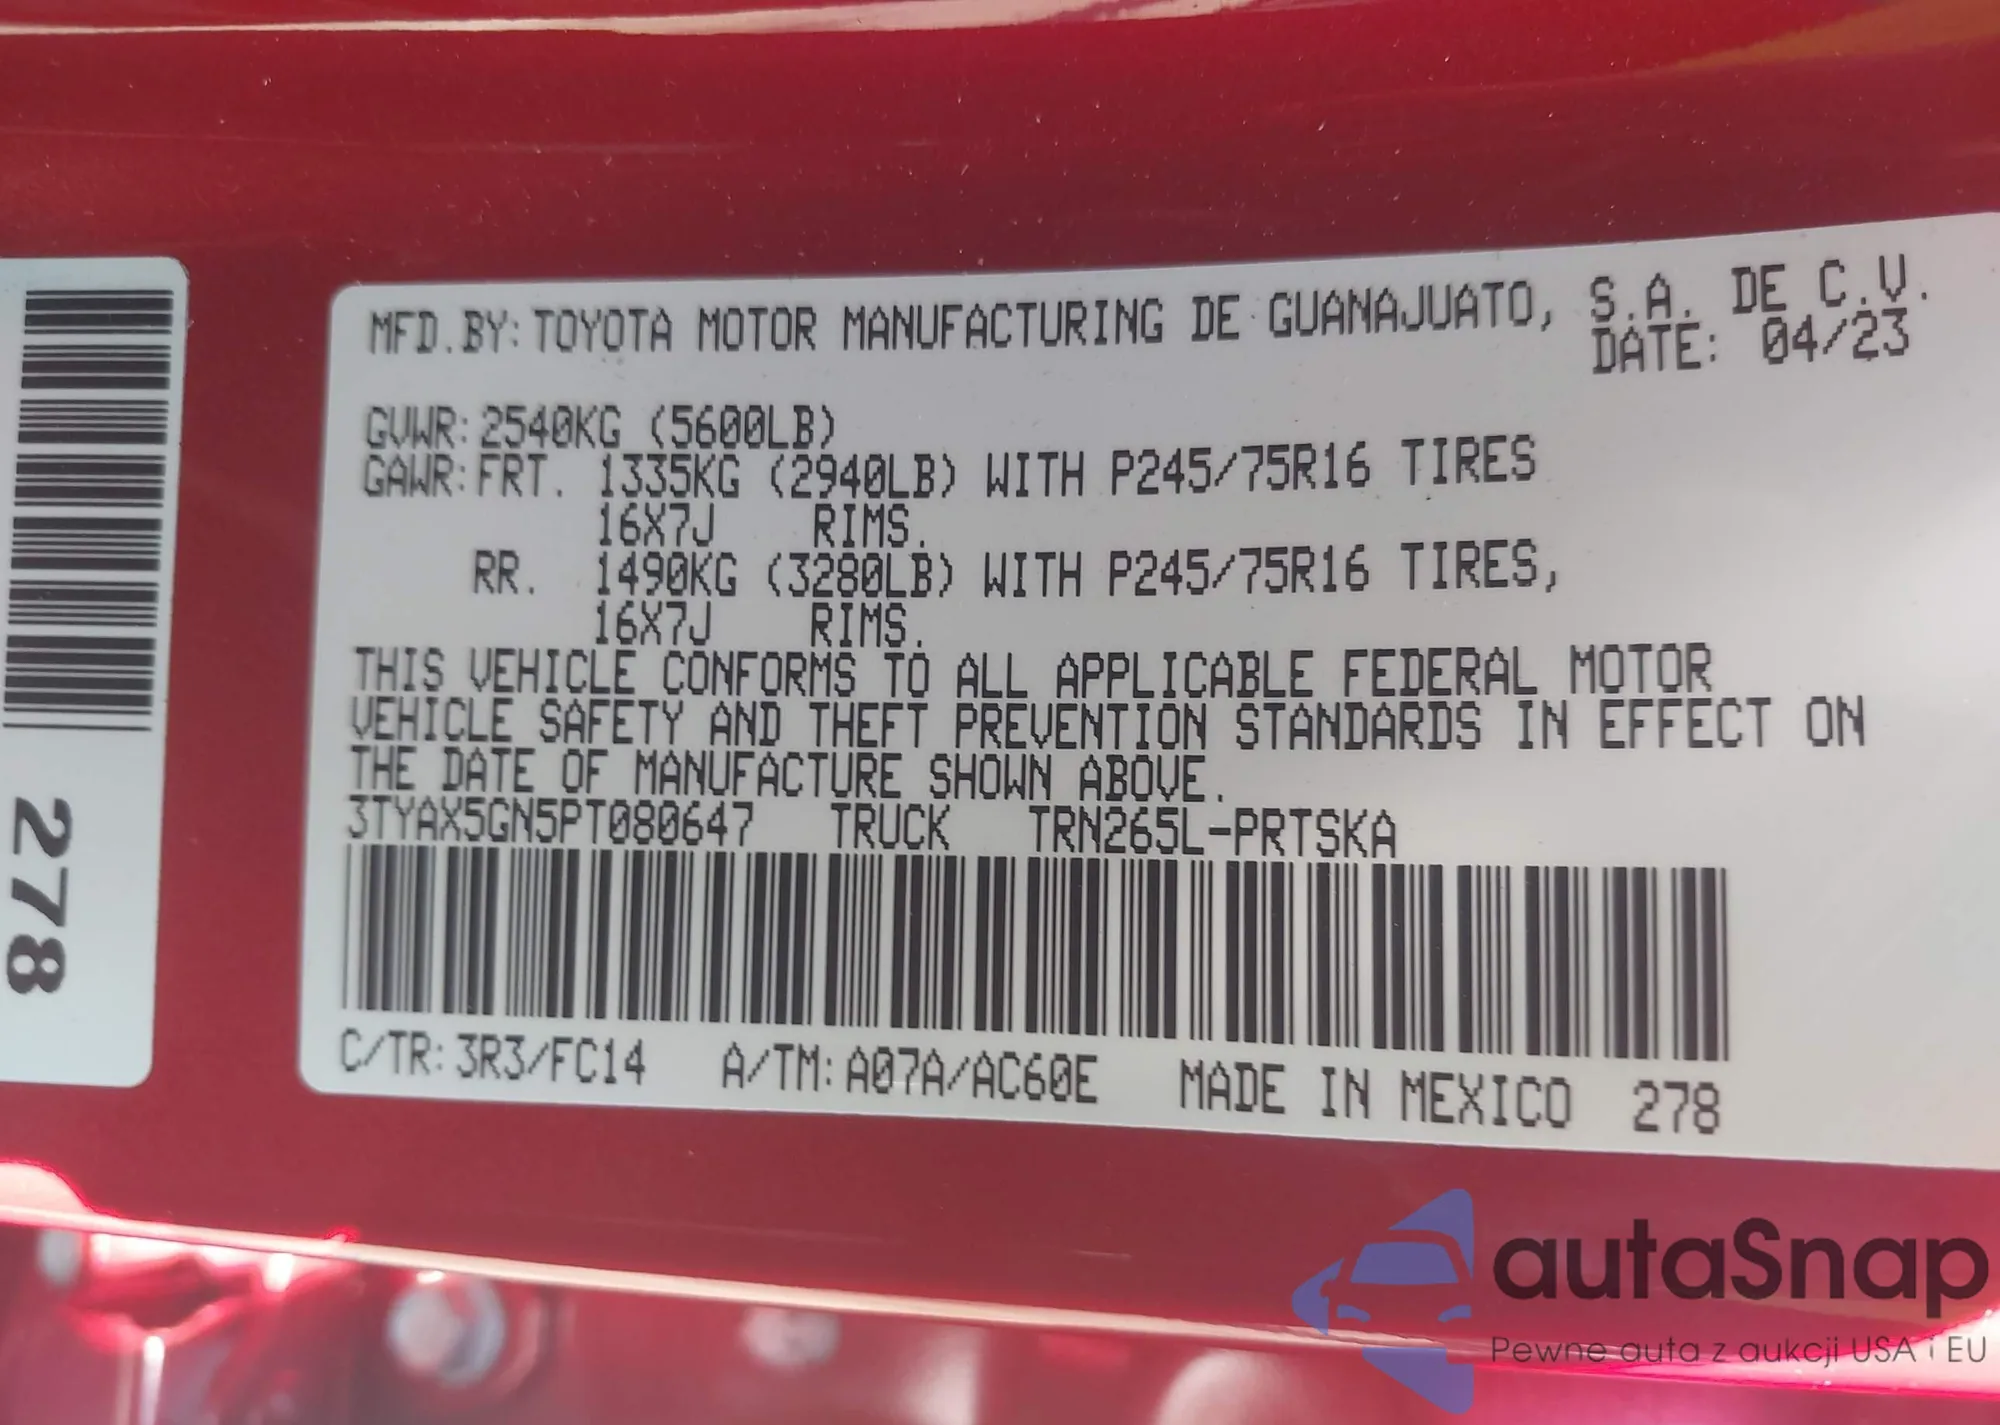 MFD.BY: TOYOTA MOTOR MANUFACTURING DE GUANAJUATO, S.A. DE C.V.
DATE: 04/23
GVWR: 2540KG (5600LB)
GAWR: FRT. 1335KG (2940LB) WITH P245/75R16 TIRES
16X7J RIMS.
RR. 1490KG (3280LB) WITH P245/75R16 TIRES,
16X7J RIMS.
THIS VEHICLE CONFORMS TO ALL APPLICABLE FEDERAL MOTOR
VEHICLE SAFETY AND THEFT PREVENTION STANDARDS IN EFFECT ON
THE DATE OF MANUFACTURE SHOWN ABOVE.
3TYAX5GN5PT080647 TRUCK TRN265L-PRTSKA
C/TR: 3R3/FC14 A/TM: A07A/AC60E MADE IN MEXICO 278
278
autaSnap
Pewne auta z aukcji USA i EU